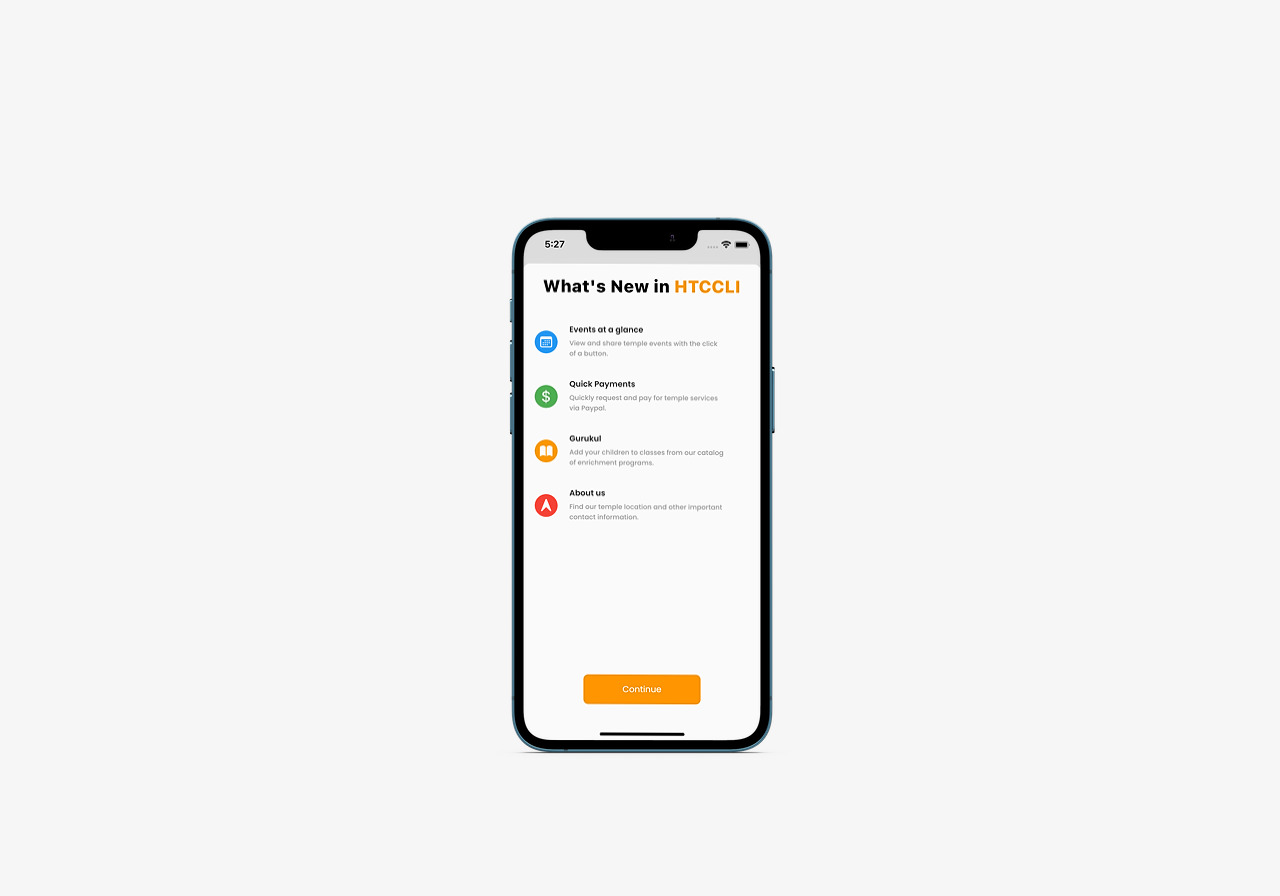 5:27
What's New in HTCCLI
Events at a glance
View and share temple events with the click
of a button.
Quick Payments
Quickly request and pay for temple services
via Paypal.
Gurukul
Add your children to classes from our catalog
of enrichment programs.
About us
Find our temple location and other important
contact information.
Continue